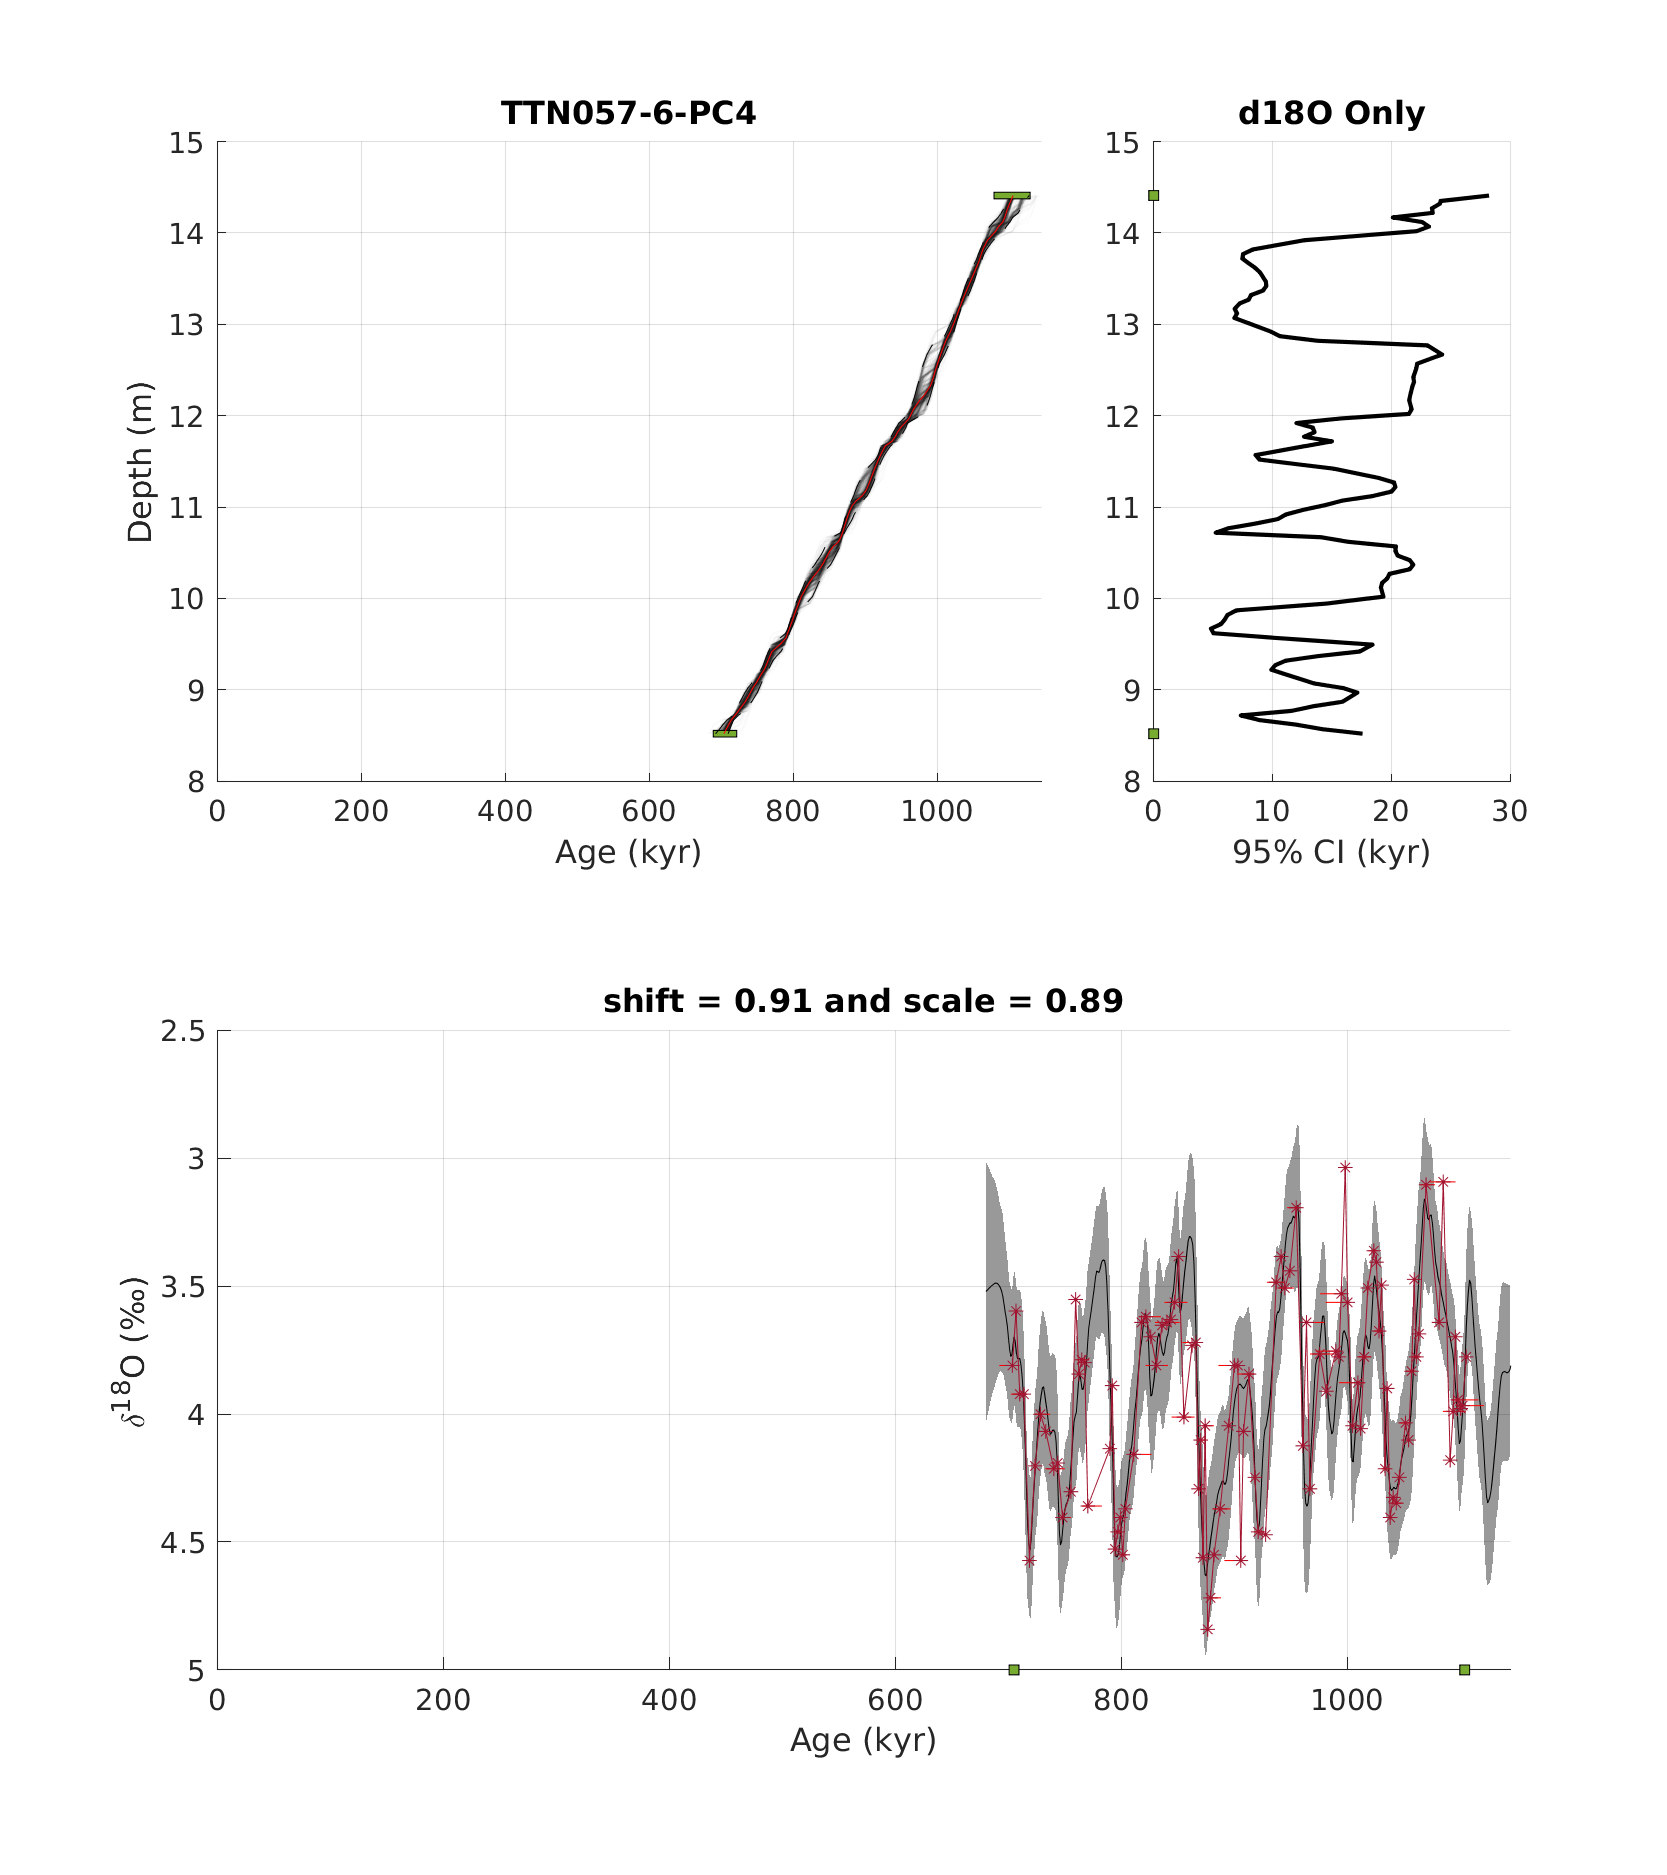 TTN057-6-PC4
15
14
13
12
11
10
9
8
Depth (m)
0 200 400 600 800 1000
Age (kyr)
d18O Only
15
14
13
12
11
10
9
8
0 10 20 30
95% CI (kyr)
shift = 0.91 and scale = 0.89
2.5
3
3.5
4
4.5
5
δ¹⁸O (‰)
0 200 400 600 800 1000
Age (kyr)